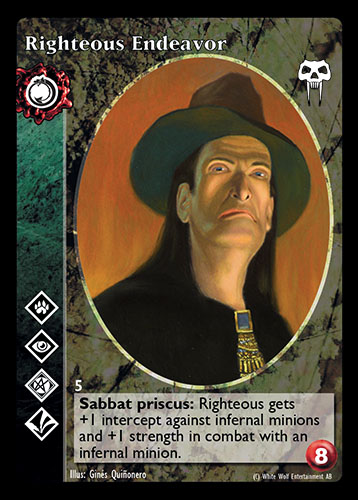 Righteous Endeavor
5
Sabbat priscus: Righteous gets
+1 intercept against infernal minions
and +1 strength in combat with an
infernal minion.
8
Illus: Ginés Quiñonero
(C) White Wolf Entertainment AB